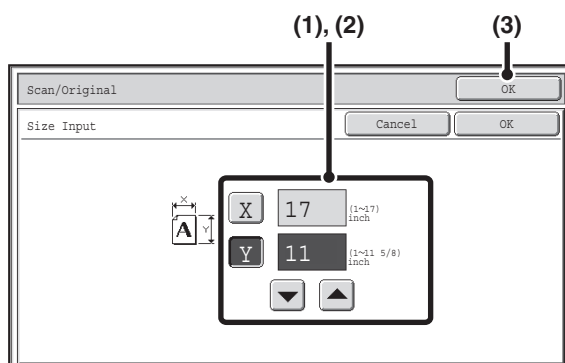 (1), (2) (3)
Scan/Original OK
Size Input Cancel OK
X
A Y
X 17 (1~17)
inch
Y 11 (1~11 5/8)
inch